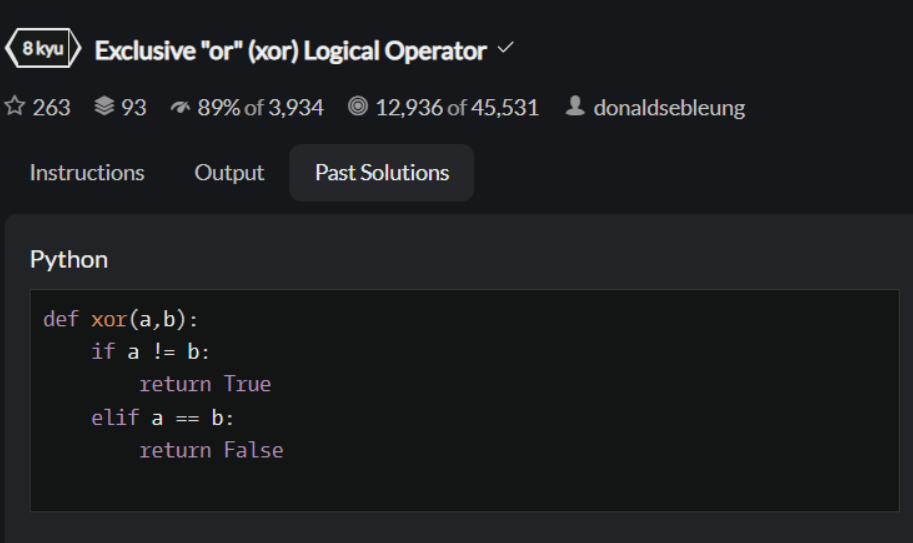 8 kyu Exclusive "or" (xor) Logical Operator
263 93 89% of 3,934 12,936 of 45,531 donaldsebleung
Instructions Output Past Solutions
Python
def xor(a,b):
    if a != b:
        return True
    elif a == b:
        return False